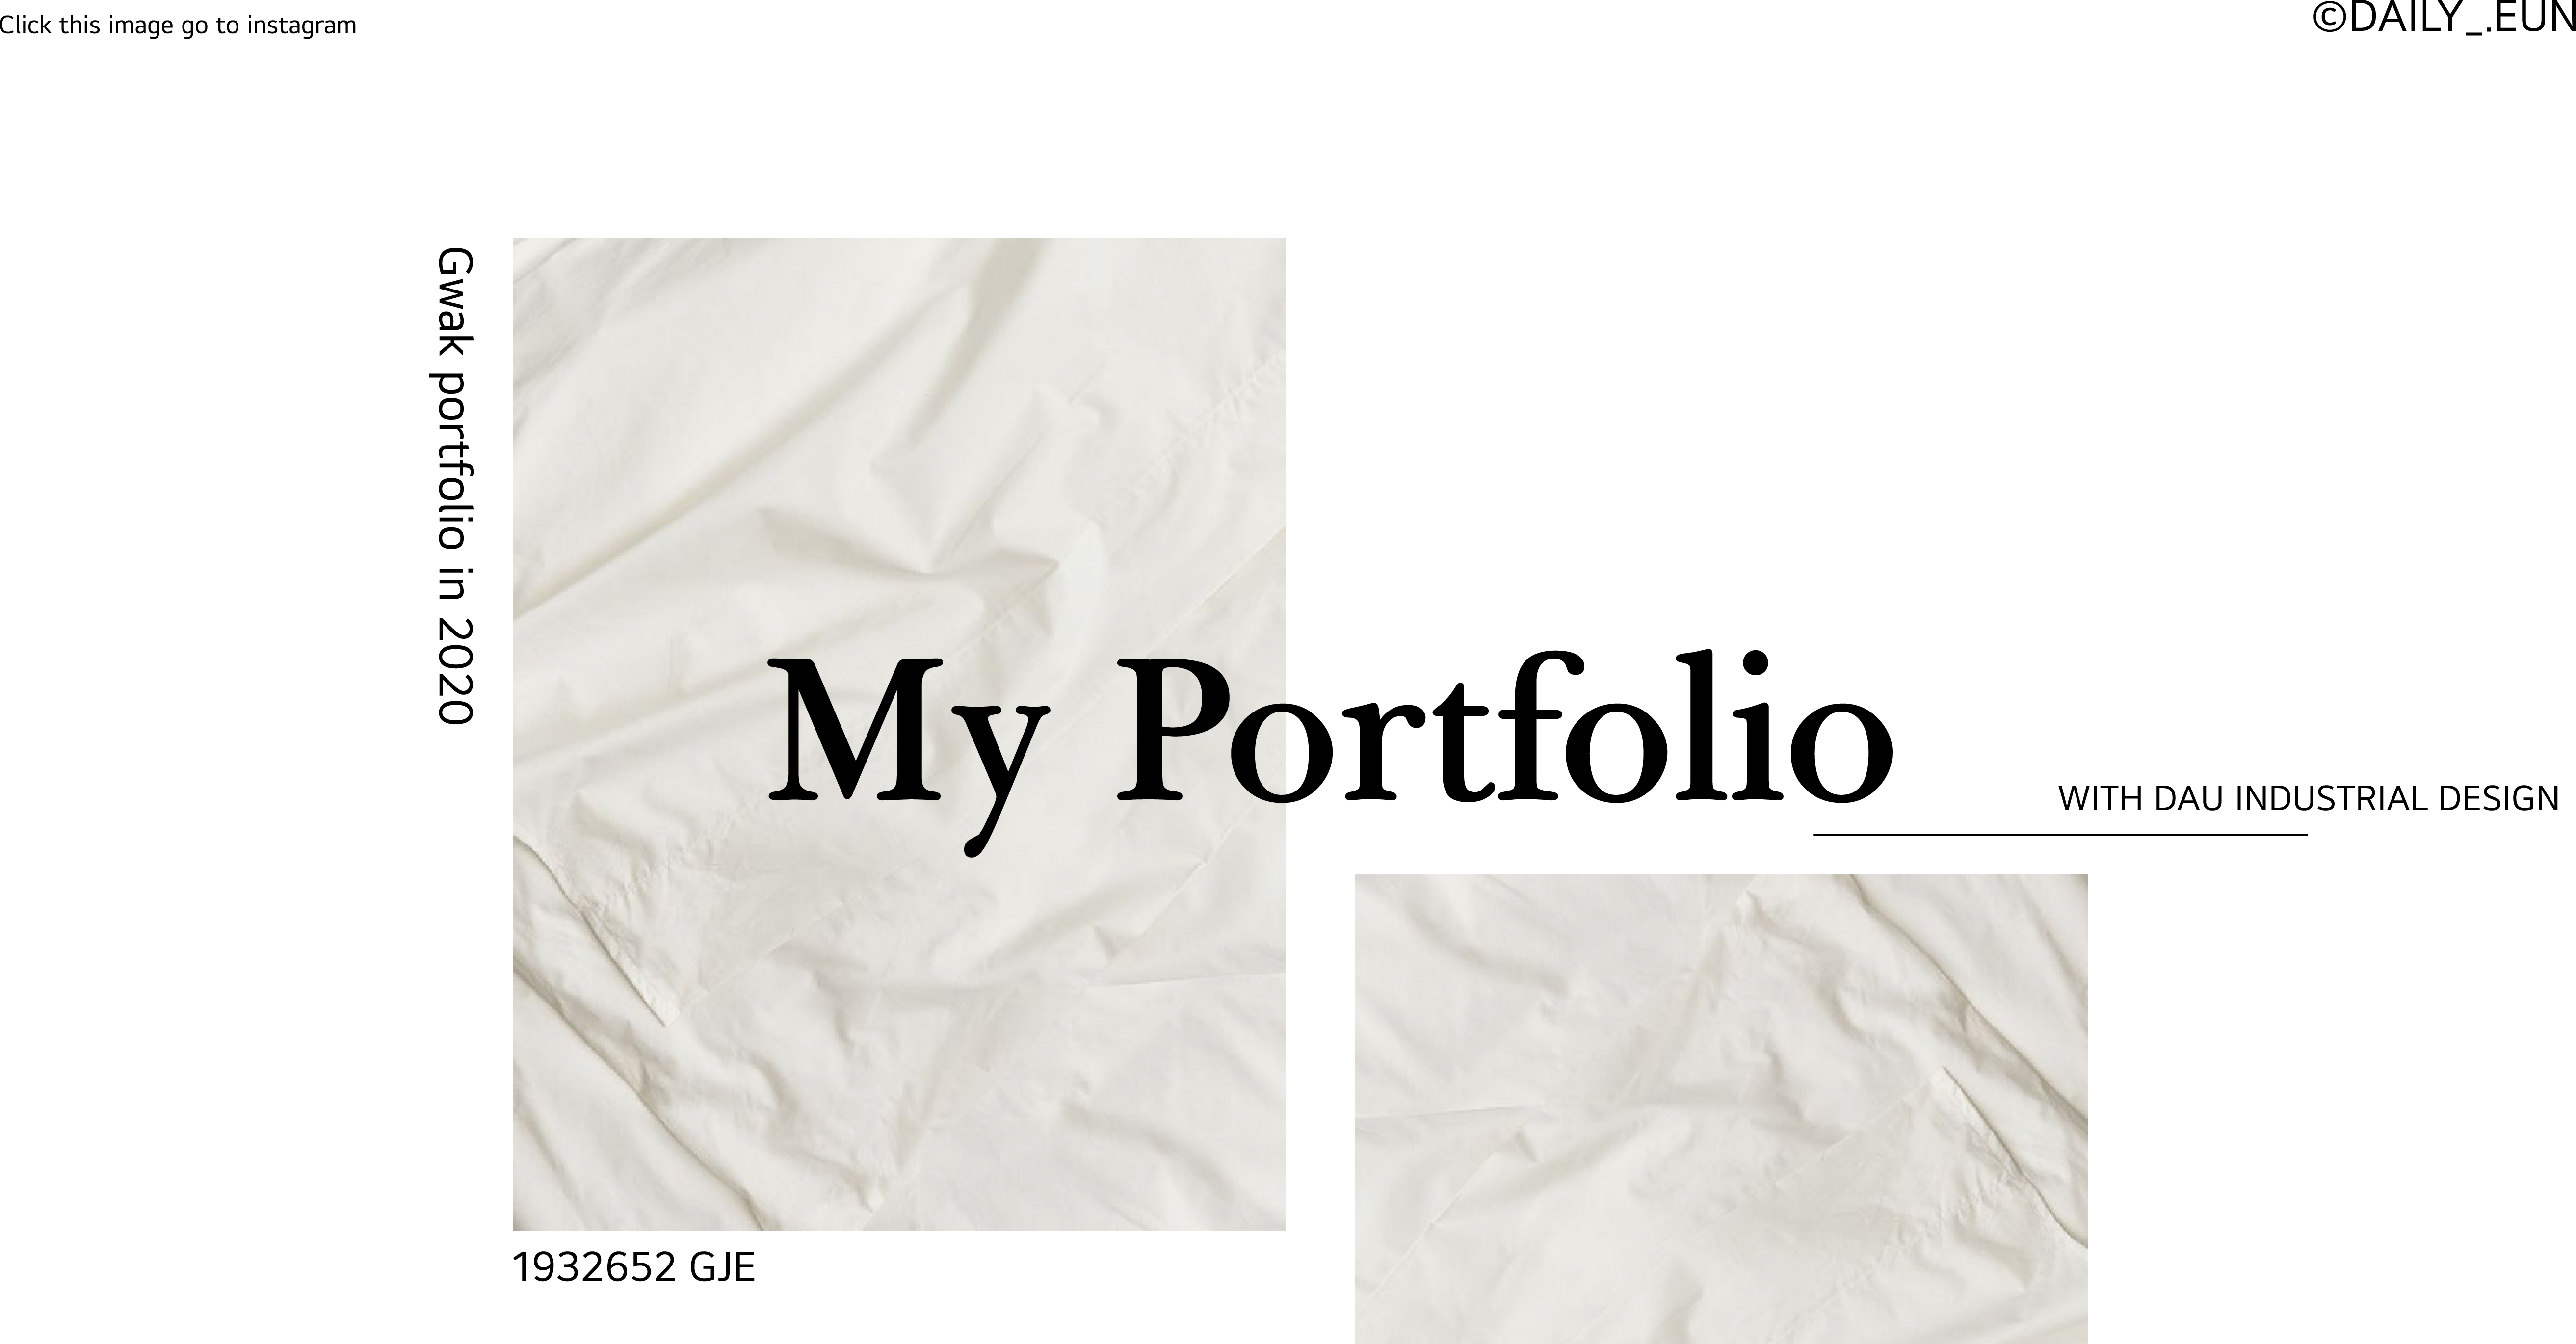 Click this image go to instagram
©DAILY_.EUN
Gwak portfolio in 2020
My Portfolio
WITH DAU INDUSTRIAL DESIGN
1932652 GJE